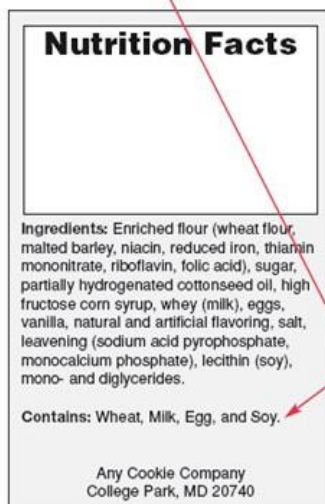 Nutrition Facts
Ingredients: Enriched flour (wheat flour,
malted barley, niacin, reduced iron, thiamin
mononitrate, riboflavin, folic acid), sugar,
partially hydrogenated cottonseed oil, high
fructose corn syrup, whey (milk), eggs,
vanilla, natural and artificial flavoring, salt,
leavening (sodium acid pyrophosphate,
monocalcium phosphate), lecithin (soy),
mono- and diglycerides.
Contains: Wheat, Milk, Egg, and Soy.
Any Cookie Company
College Park, MD 20740